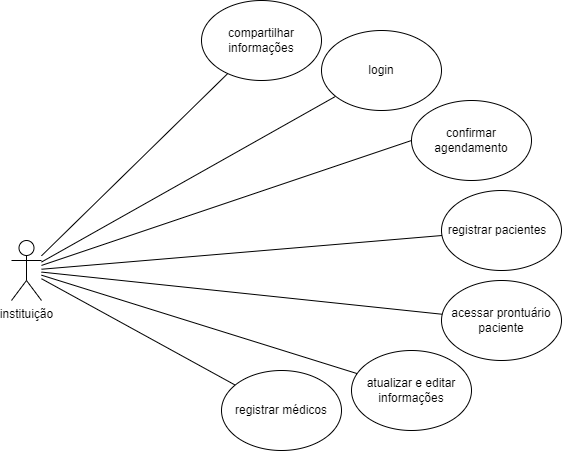 compartilhar
informações
login
confirmar
agendamento
registrar pacientes
instituição
acessar prontuário
paciente
atualizar e editar
informações
registrar médicos